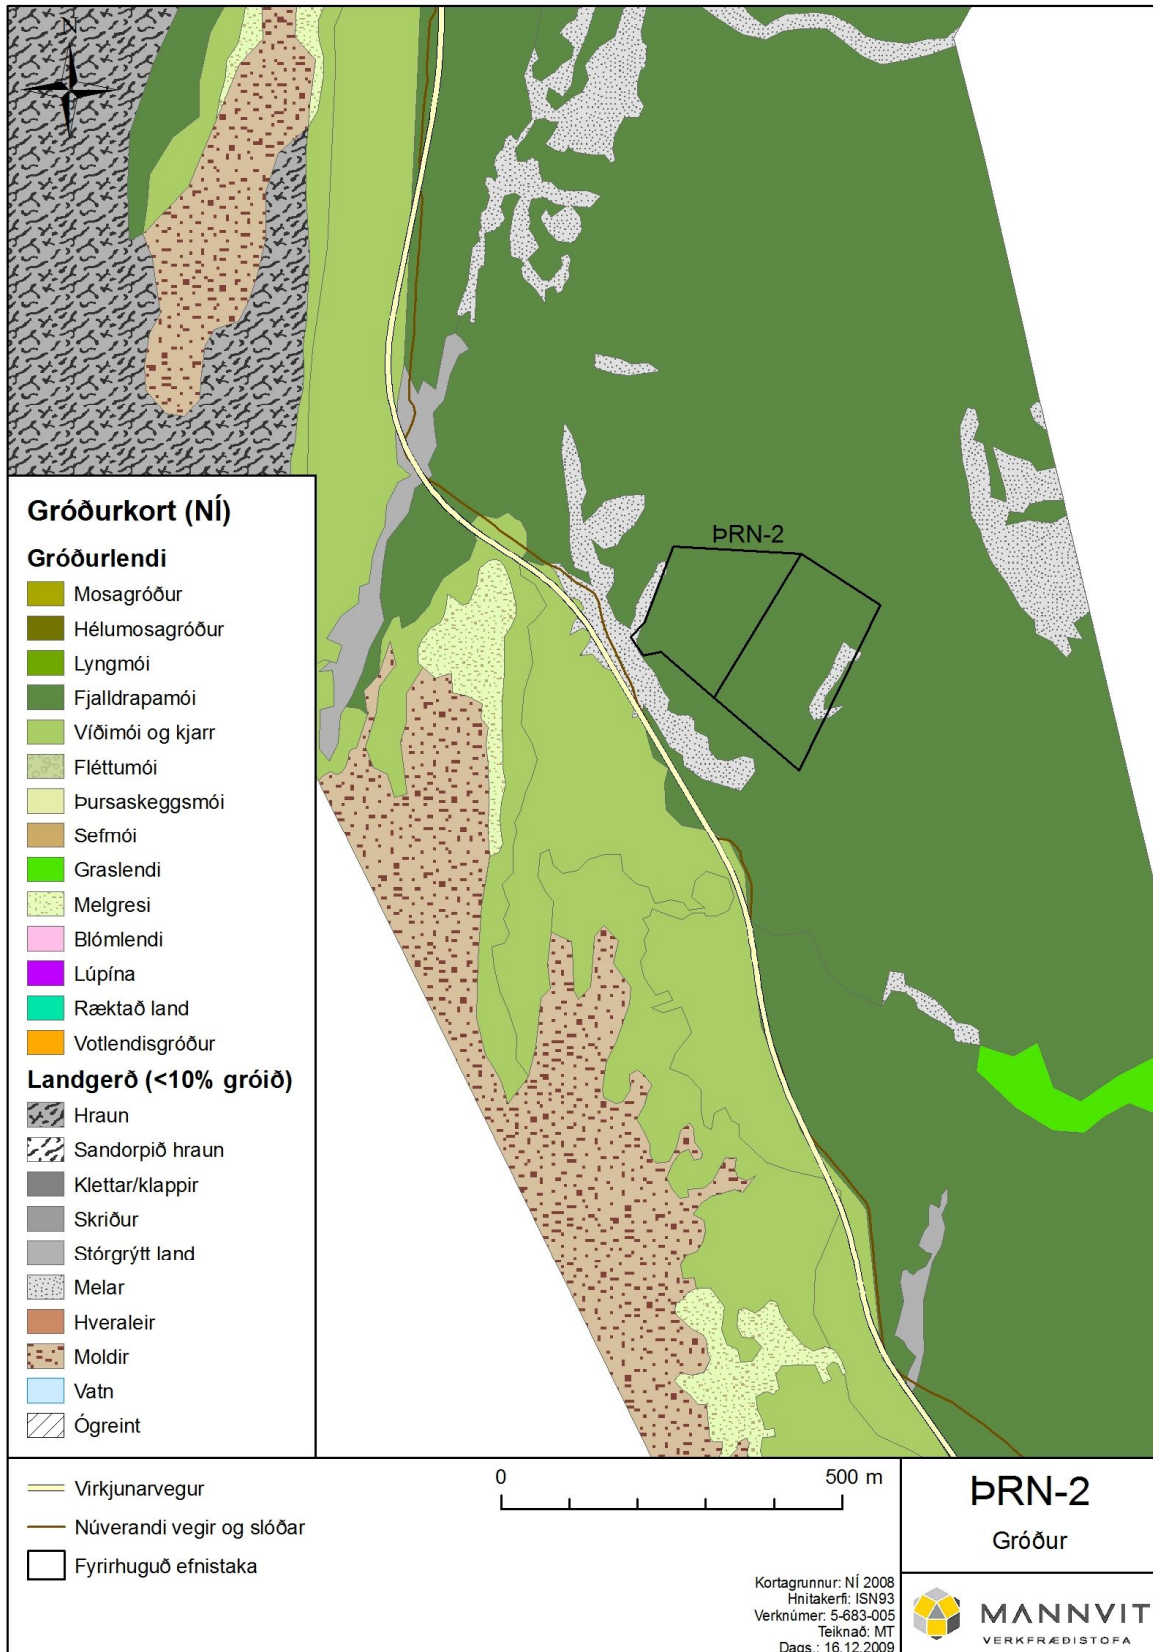 N
ÞRN-2
Gróðurkort (NÍ)
Gróðurlendi
Mosagróður
Hélumosagróður
Lyngmói
Fjalldrapamói
Víðimói og kjarr
Fléttumói
Þursaskeggsmói
Sefmói
Graslendi
Melgresi
Blómlendi
Lúpína
Ræktað land
Votlendisgróður
Landgerð (<10% gróið)
Hraun
Sandorpið hraun
Klettar/klappir
Skriður
Stórgrýtt land
Melar
Hveraleir
Moldir
Vatn
Ógreint
Virkjunarvegur
Núverandi vegir og slóðar
Fyrirhuguð efnistaka
0 500 m
Kortagrunnur: NÍ 2008
Hnitakerfi: ISN93
Verknúmer: 5-683-005
Teiknað: MT
Dags.: 16.12.2009
ÞRN-2
Gróður
MANNVIT
VERKFRÆÐISTOFA